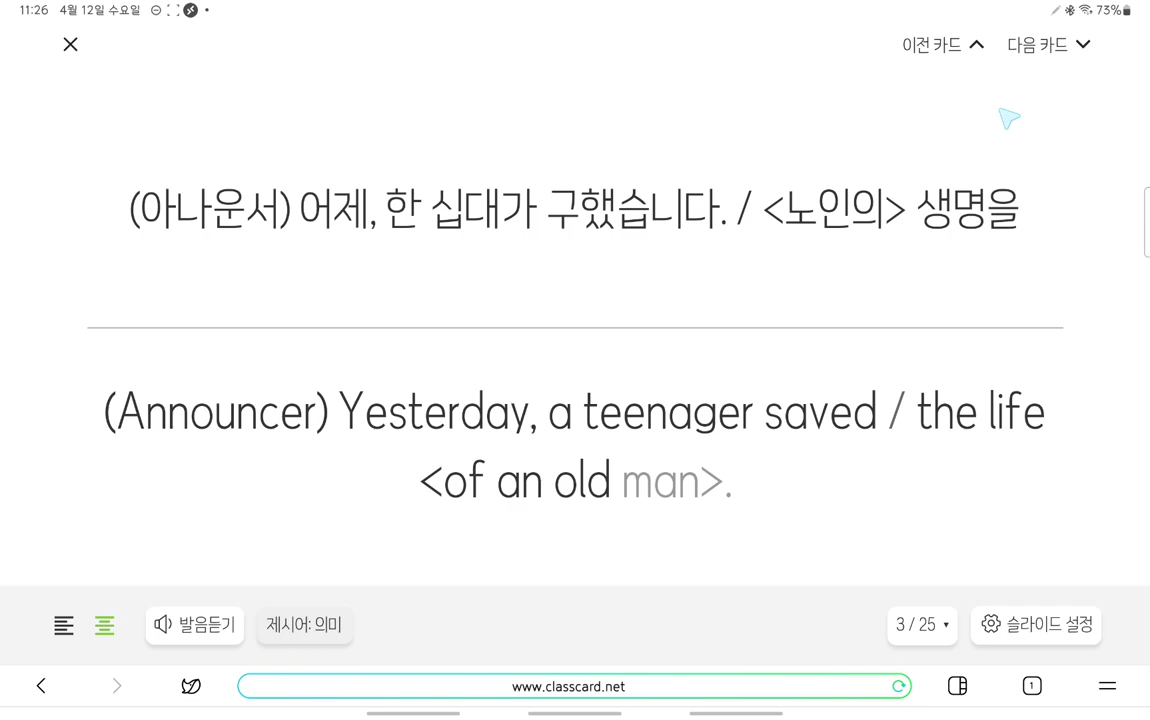 11:26 4월 12일 수요일
73%
이전 카드 다음 카드
(아나운서) 어제, 한 십대가 구했습니다. / <노인의> 생명을
(Announcer) Yesterday, a teenager saved / the life
<of an old man>.
발음듣기 제시어: 의미 3 / 25 슬라이드 설정
www.classcard.net 1